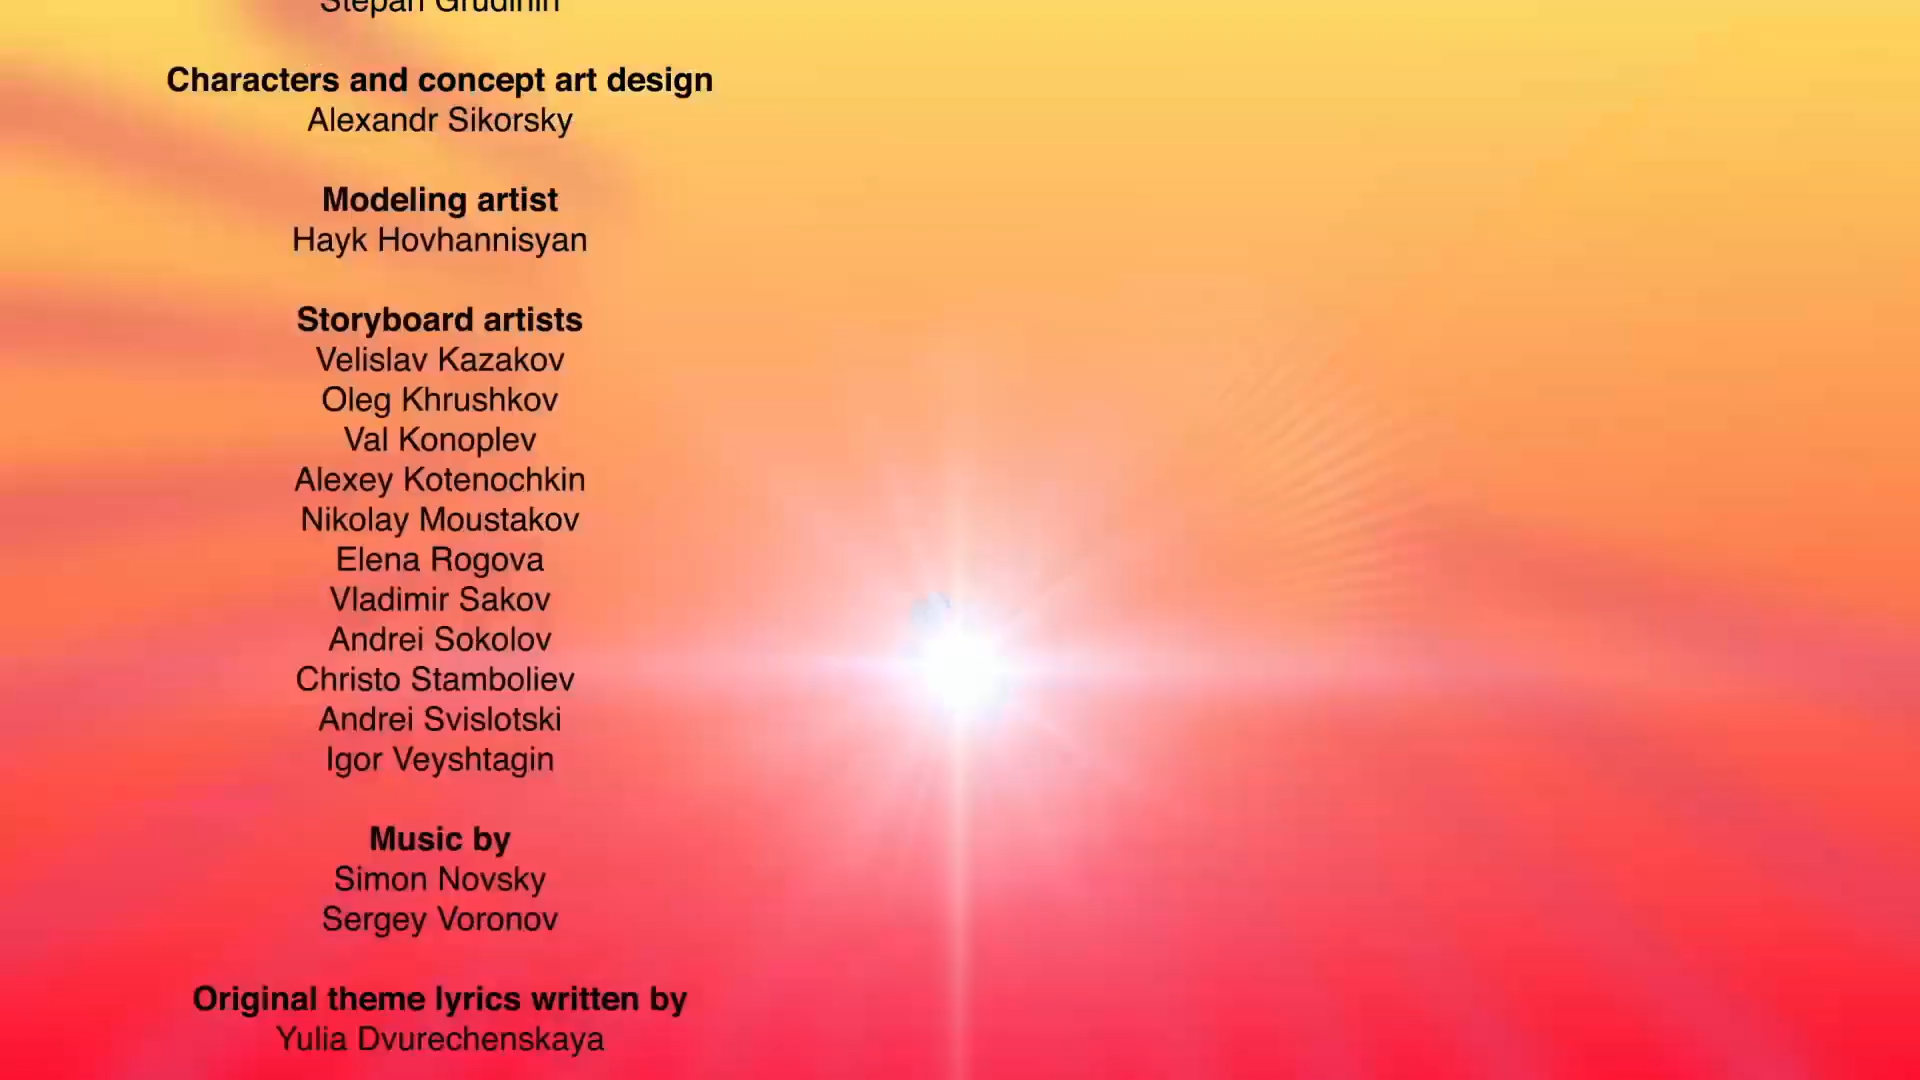 Stepan Grudinin
Characters and concept art design
Alexandr Sikorsky
Modeling artist
Hayk Hovhannisyan
Storyboard artists
Velislav Kazakov
Oleg Khrushkov
Val Konoplev
Alexey Kotenochkin
Nikolay Moustakov
Elena Rogova
Vladimir Sakov
Andrei Sokolov
Christo Stamboliev
Andrei Svislotski
Igor Veyshtagin
Music by
Simon Novsky
Sergey Voronov
Original theme lyrics written by
Yulia Dvurechenskaya